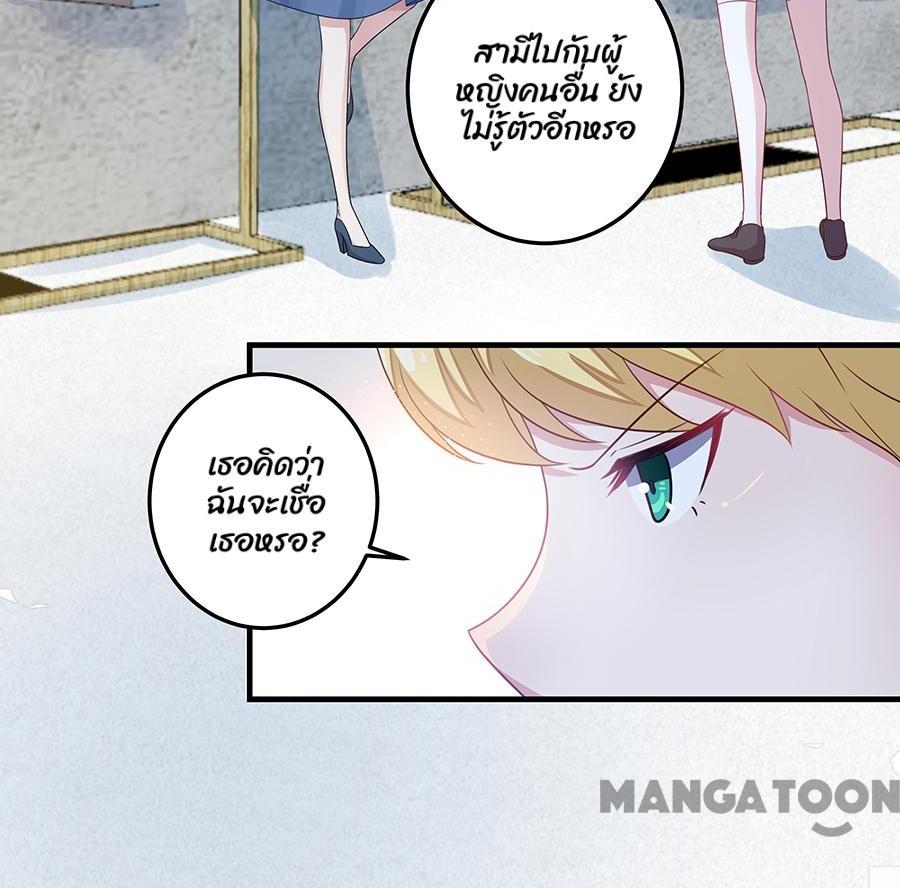 สามีไปกับผู้
หญิงคนอื่น ยัง
ไม่รู้ตัวอีกหรอ
เธอคิดว่า
ฉันจะเชื่อ
เธอหรอ?
MANGATOON